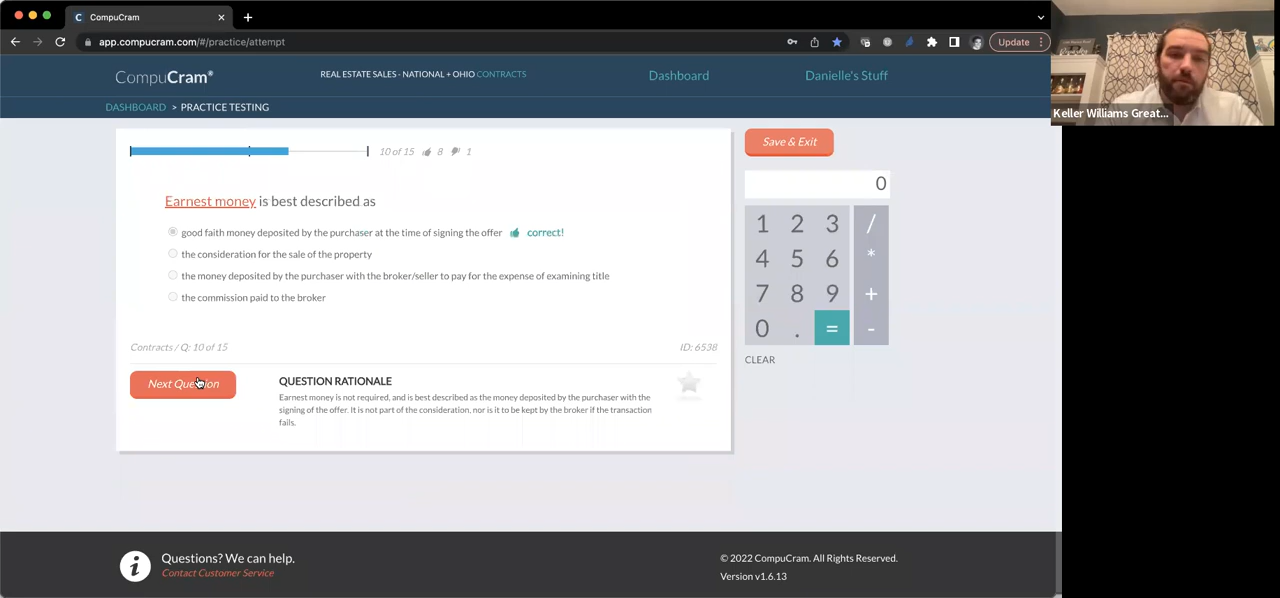 CompuCram
app.compucram.com/#/practice/attempt
Update
CompuCram®
REAL ESTATE SALES - NATIONAL + OHIO CONTRACTS
Dashboard
Danielle's Stuff
DASHBOARD > PRACTICE TESTING
Keller Williams Great...
10 of 15 8 1
Save & Exit
0
Earnest money is best described as
good faith money deposited by the purchaser at the time of signing the offer correct!
the consideration for the sale of the property
the money deposited by the purchaser with the broker/seller to pay for the expense of examining title
the commission paid to the broker
1 2 3 /
4 5 6 *
7 8 9 +
0 . = -
CLEAR
Contracts / Q: 10 of 15
ID: 6538
Next Question
QUESTION RATIONALE
Earnest money is not required, and is best described as the money deposited by the purchaser with the
signing of the offer. It is not part of the consideration, nor is it to be kept by the broker if the transaction
fails.
Questions? We can help.
Contact Customer Service
© 2022 CompuCram. All Rights Reserved.
Version v1.6.13